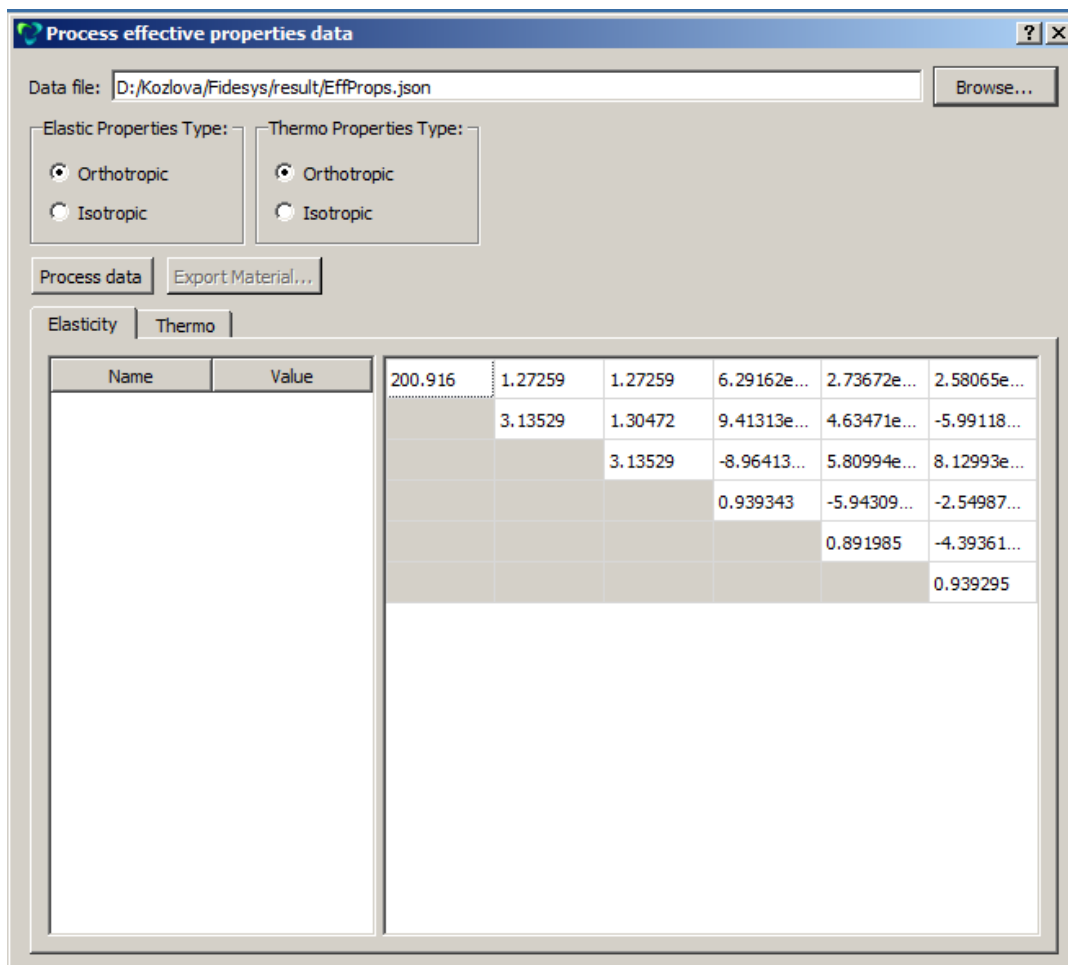 Process effective properties data
Data file: D:/Kozlova/Fidesys/result/EffProps.json Browse...
Elastic Properties Type: Thermo Properties Type:
Orthotropic Orthotropic
Isotropic Isotropic
Process data Export Material...
Elasticity Thermo
Name Value 200.916 1.27259 1.27259 6.29162e... 2.73672e... 2.58065e...
3.13529 1.30472 9.41313e... 4.63471e... -5.99118...
3.13529 -8.96413... 5.80994e... 8.12993e...
0.939343 -5.94309... -2.54987...
0.891985 -4.39361...
0.939295